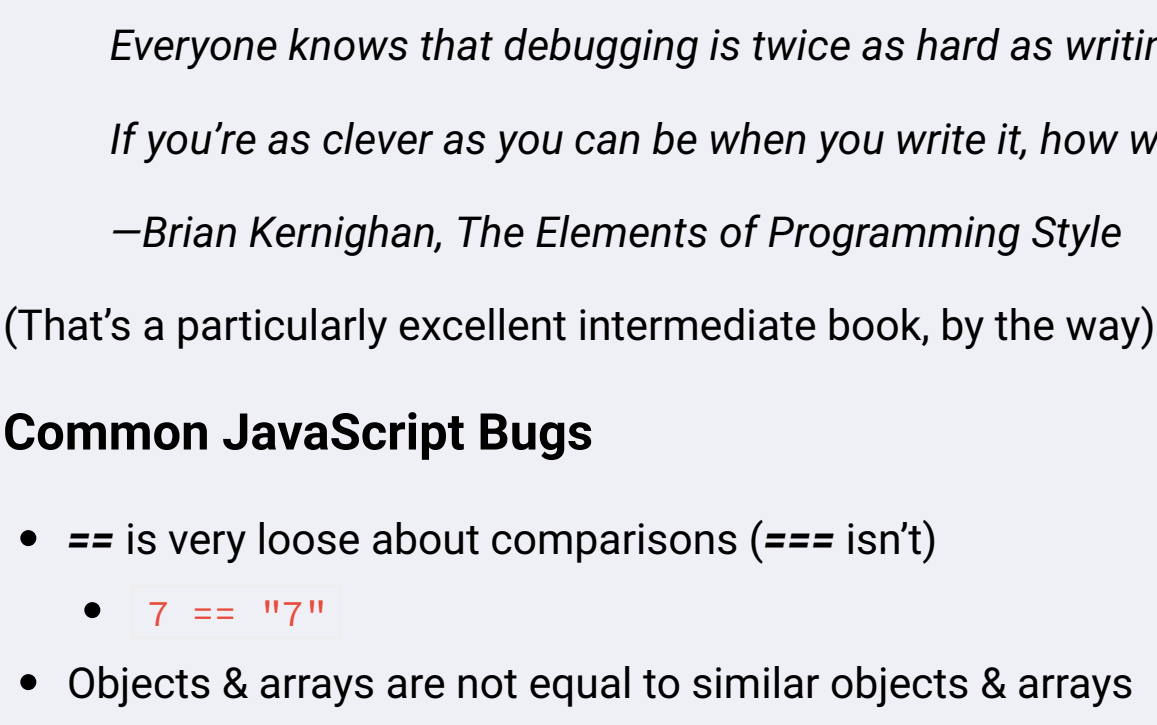 Everyone knows that debugging is twice as hard as
If you’re as clever as you can be when you write it, how
—Brian Kernighan, The Elements of Programming Style
(That’s a particularly excellent intermediate book, by the way)
Common JavaScript Bugs
== is very loose about comparisons (=== isn’t)
7 == "7"
Objects & arrays are not equal to similar objects & arrays